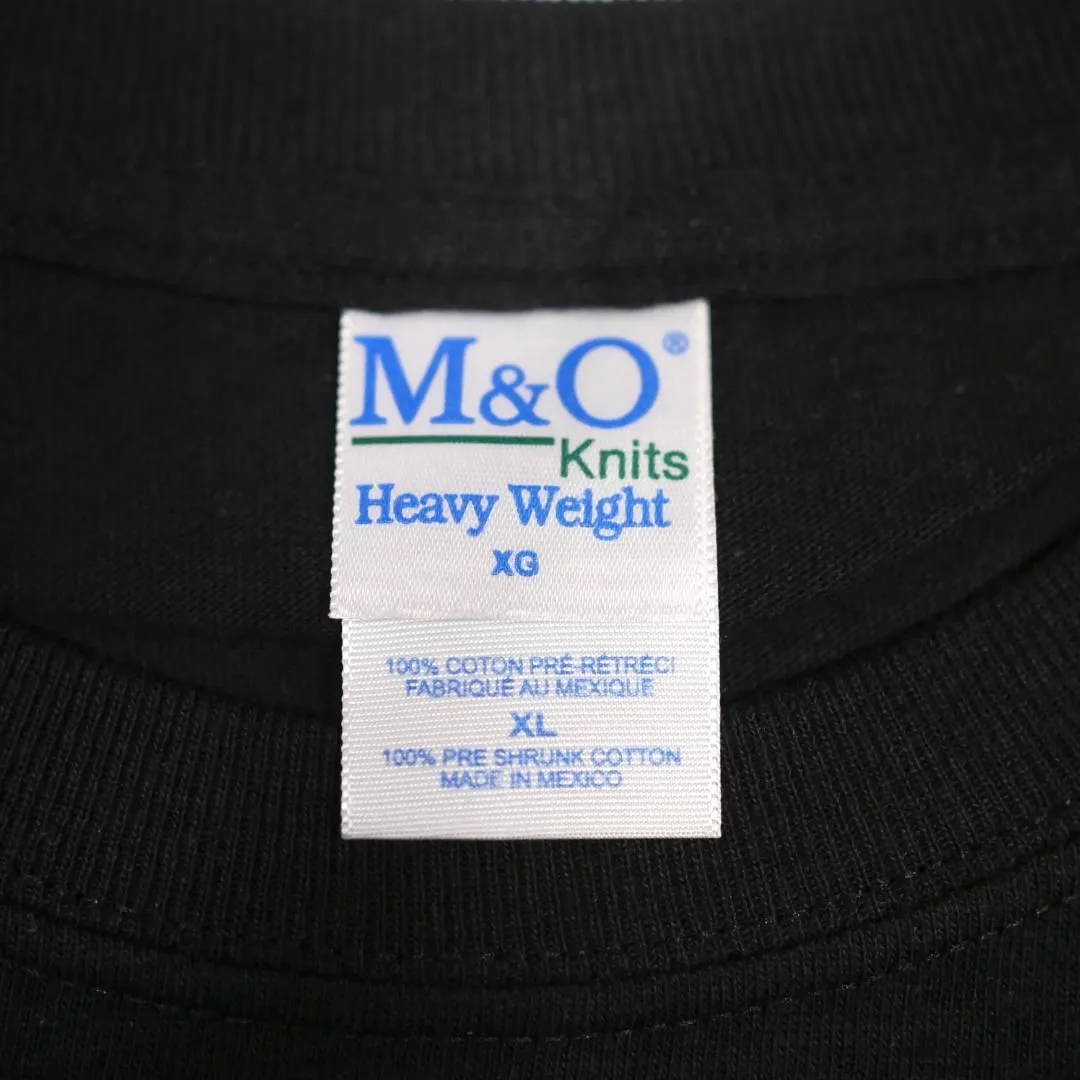 M&O®
Knits
Heavy Weight
XG
100% COTON PRÉ-RÉTRÉCI
FABRIQUÉ AU MEXIQUE
XL
100% PRE SHRUNK COTTON
MADE IN MEXICO